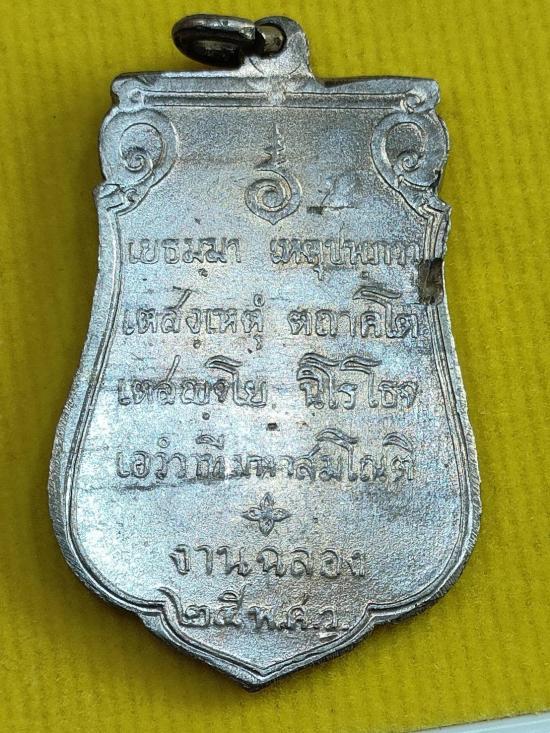 เยธมฺมา เหตุปฺปภวา
เตสํเหตุํ ตถาคโต
เตสญฺจโย นิโรโธจ
เอวํวาที มหาสมโณติ
งานฉลอง
๒๕ พ.ศ.ว.